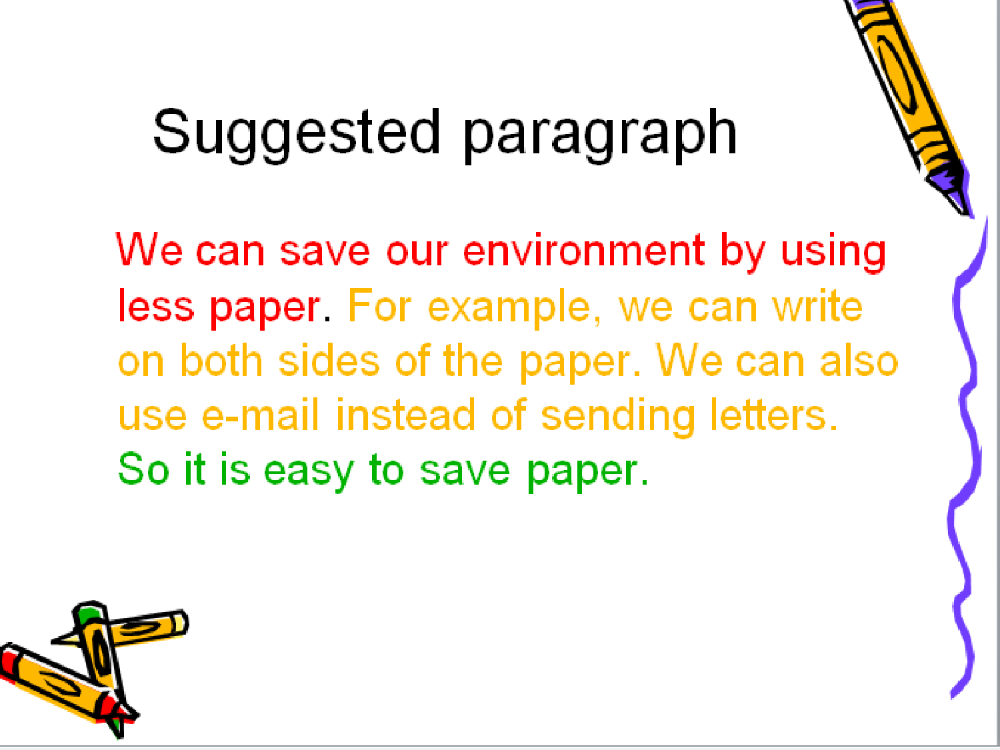 Suggested paragraph
We can save our environment by using
less paper. For example, we can write
on both sides of the paper. We can also
use e-mail instead of sending letters.
So it is easy to save paper.